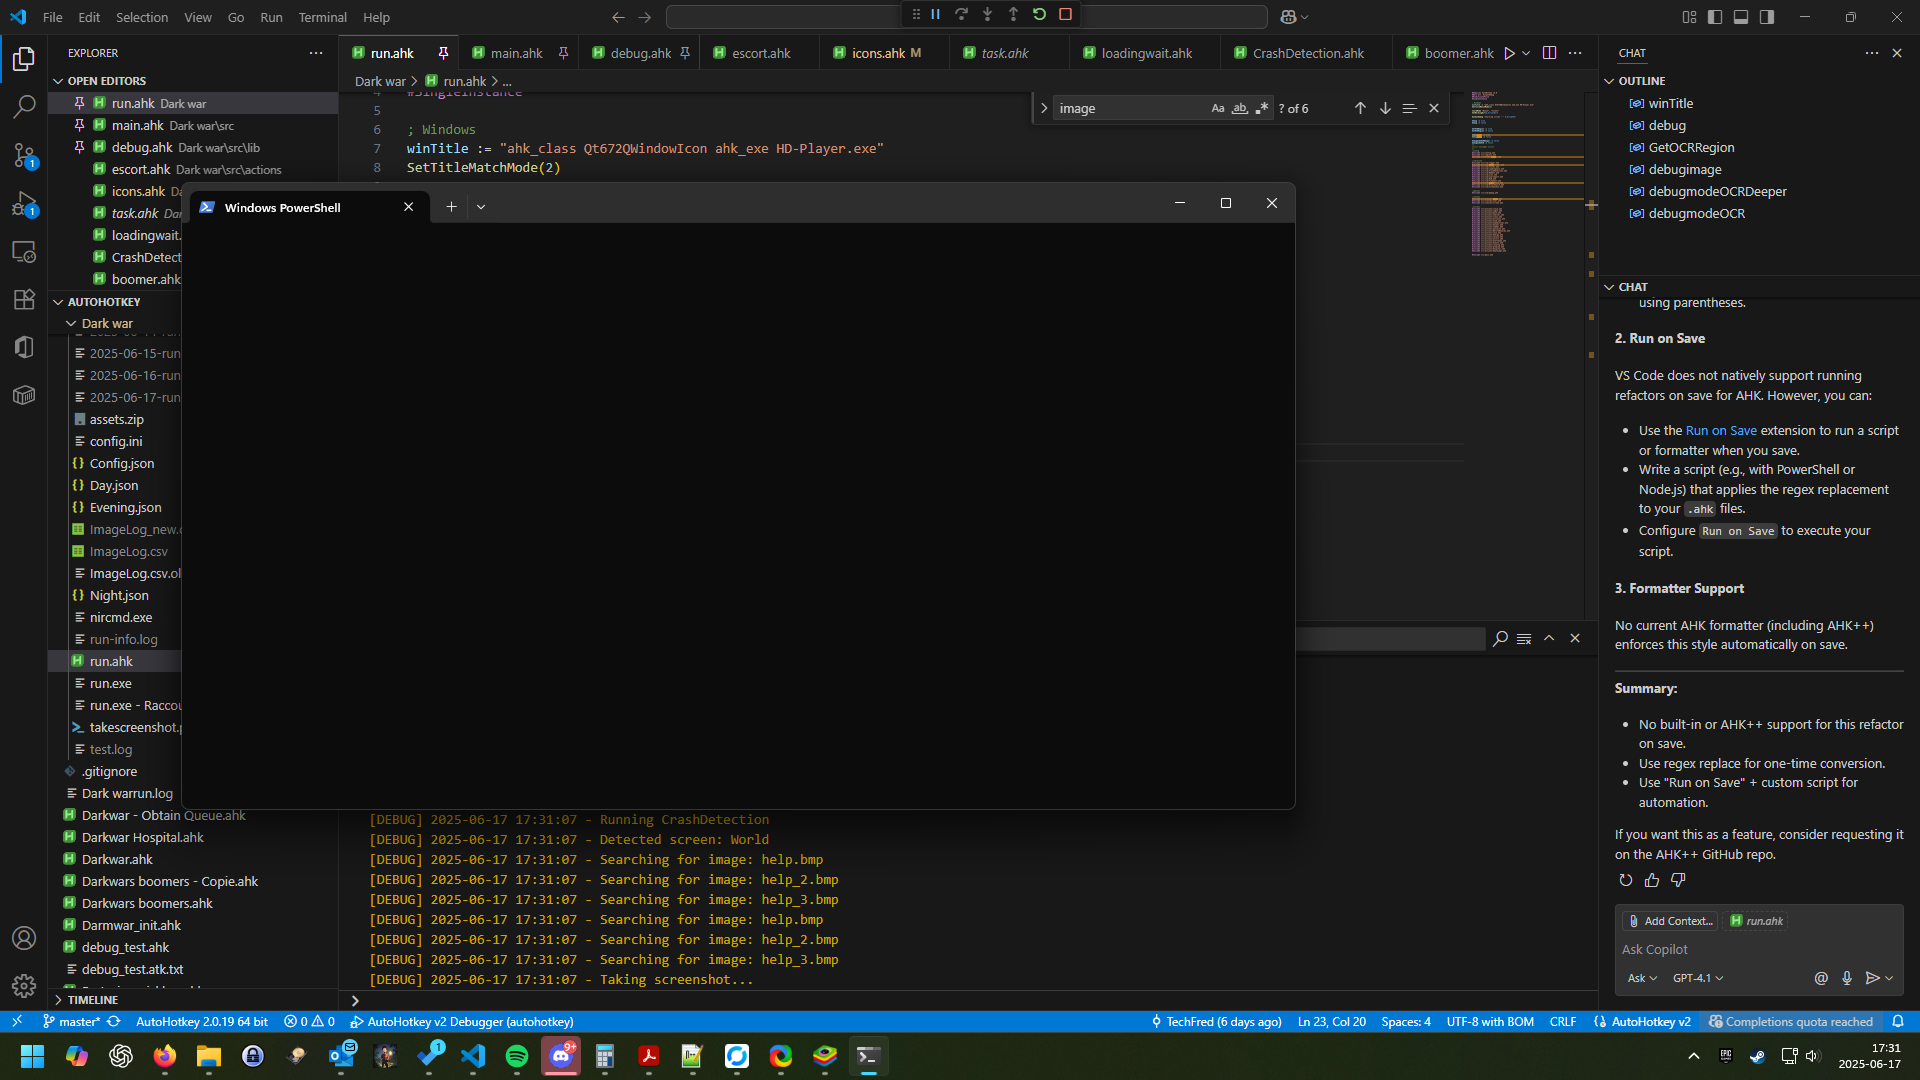 File Edit Selection View Go Run Terminal Help
EXPLORER
OPEN EDITORS
run.ahk Dark war
main.ahk Dark war\src
debug.ahk Dark war\src\lib
escort.ahk Dark war\src\actions
icons.ahk
task.ahk
loadingwait.
CrashDetect
boomer.ahk
AUTOHOTKEY
Dark war
2025-06-15-run
2025-06-16-run
2025-06-17-run
assets.zip
config.ini
Config.json
Day.json
Evening.json
ImageLog_new.c
ImageLog.csv
ImageLog.csv.ol
Night.json
nircmd.exe
run-info.log
run.ahk
run.exe
run.exe - Raccou
takescreenshot.p
test.log
.gitignore
Dark warrun.log
Darkwar - Obtain Queue.ahk
Darkwar Hospital.ahk
Darkwar.ahk
Darkwars boomers - Copie.ahk
Darkwars boomers.ahk
Darmwar_init.ahk
debug_test.ahk
debug_test.atk.txt
TIMELINE
run.ahk main.ahk debug.ahk escort.ahk icons.ahk M task.ahk loadingwait.ahk CrashDetection.ahk boomer.ahk
Dark war > run.ahk > ...
#SingleInstance
5
6 ; Windows
7 winTitle := "ahk_class Qt672QWindowIcon ahk_exe HD-Player.exe"
8 SetTitleMatchMode(2)
image Aa ab .* ? of 6
Windows PowerShell
[DEBUG] 2025-06-17 17:31:07 - Running CrashDetection
[DEBUG] 2025-06-17 17:31:07 - Detected screen: World
[DEBUG] 2025-06-17 17:31:07 - Searching for image: help.bmp
[DEBUG] 2025-06-17 17:31:07 - Searching for image: help_2.bmp
[DEBUG] 2025-06-17 17:31:07 - Searching for image: help_3.bmp
[DEBUG] 2025-06-17 17:31:07 - Searching for image: help.bmp
[DEBUG] 2025-06-17 17:31:07 - Searching for image: help_2.bmp
[DEBUG] 2025-06-17 17:31:07 - Searching for image: help_3.bmp
[DEBUG] 2025-06-17 17:31:07 - Taking screenshot...
CHAT
OUTLINE
winTitle
debug
GetOCRRegion
debugimage
debugmodeOCRDeeper
debugmodeOCR
CHAT
using parentheses.
2. Run on Save
VS Code does not natively support running
refactors on save for AHK. However, you can:
• Use the Run on Save extension to run a script
or formatter when you save.
• Write a script (e.g., with PowerShell or
Node.js) that applies the regex replacement
to your .ahk files.
• Configure Run on Save to execute your
script.
3. Formatter Support
No current AHK formatter (including AHK++)
enforces this style automatically on save.
Summary:
• No built-in or AHK++ support for this refactor
on save.
• Use regex replace for one-time conversion.
• Use "Run on Save" + custom script for
automation.
If you want this as a feature, consider requesting it
on the AHK++ GitHub repo.
Add Context... run.ahk
Ask Copilot
Ask GPT-4.1
master* AutoHotkey 2.0.19 64 bit 0 0 AutoHotkey v2 Debugger (autohotkey) TechFred (6 days ago) Ln 23, Col 20 Spaces: 4 UTF-8 with BOM CRLF AutoHotkey v2 Completions quota reached
17:31
2025-06-17